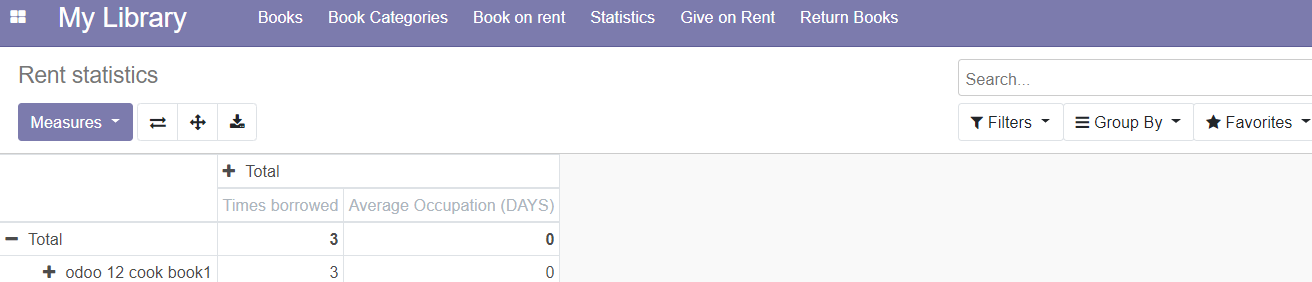 My Library Books Book Categories Book on rent Statistics Give on Rent Return Books
Rent statistics
Search...
Measures
Filters Group By Favorites
Total
Times borrowed Average Occupation (DAYS)
Total 3 0
odoo 12 cook book1 3 0